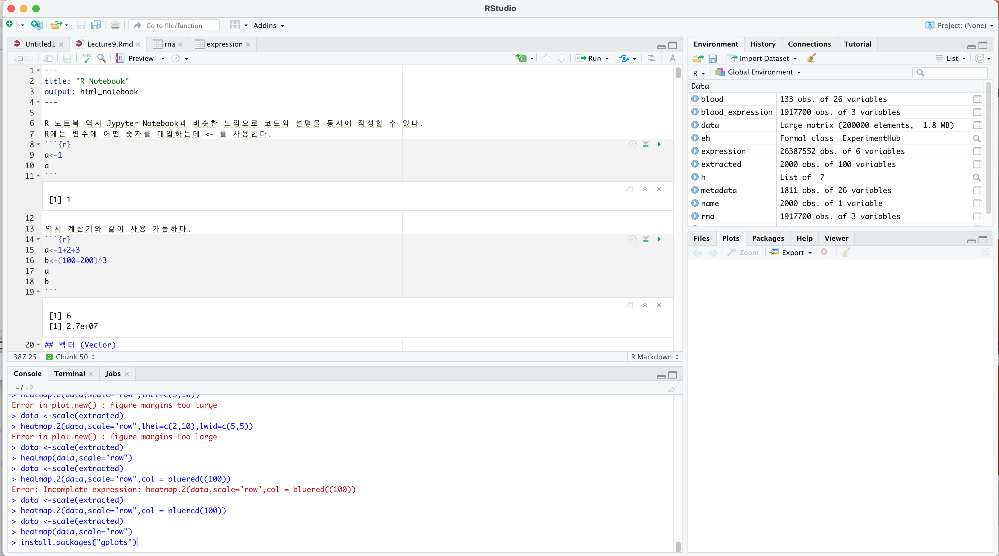 RStudio
Go to file/function
Addins
Project: (None)
Untitled1
Lecture9.Rmd
rna
expression
ABC
Preview
Run
1 ---
2 title: "R Notebook"
3 output: html_notebook
4 ---
5
6 R 노트북 역시 Jypyter Notebook과 비슷한 느낌으로 코드와 설명을 동시에 작성할 수 있다.
7 R에는 변수에 어떤 숫자를 대입하는데 <- 를 사용한다.
8 ```{r}
9 a<-1
10 a
11 ```
[1] 1
12
13 역시 계산기와 같이 사용 가능하다.
14 ```{r}
15 a<-1+2+3
16 b<-(100+200)^3
17 a
18 b
19 ```
[1] 6
[1] 2.7e+07
20 ## 벡터 (Vector)
387:25 C Chunk 50
R Markdown
Console
Terminal
Jobs
~/
> heatmap.2(data,scale="row",lhei=c(5,10))
Error in plot.new() : figure margins too large
> data <-scale(extracted)
> heatmap.2(data,scale="row",lhei=c(2,10),lwid=c(5,5))
Error in plot.new() : figure margins too large
> data <-scale(extracted)
> heatmap(data,scale="row")
> data <-scale(extracted)
> heatmap.2(data,scale="row",col = bluered((100))
Error: Incomplete expression: heatmap.2(data,scale="row",col = bluered((100))
> data <-scale(extracted)
> heatmap.2(data,scale="row",col = bluered(100))
> data <-scale(extracted)
> heatmap(data,scale="row")
> install.packages("gplots")
Environment
History
Connections
Tutorial
Import Dataset
List
R
Global Environment
Data
blood 133 obs. of 26 variables
blood_expression 1917700 obs. of 3 variables
data Large matrix (200000 elements, 1.8 MB)
eh Formal class ExperimentHub
expression 26387552 obs. of 6 variables
extracted 2000 obs. of 100 variables
h List of 7
metadata 1811 obs. of 26 variables
name 2000 obs. of 1 variable
rna 1917700 obs. of 3 variables
Files
Plots
Packages
Help
Viewer
Zoom
Export